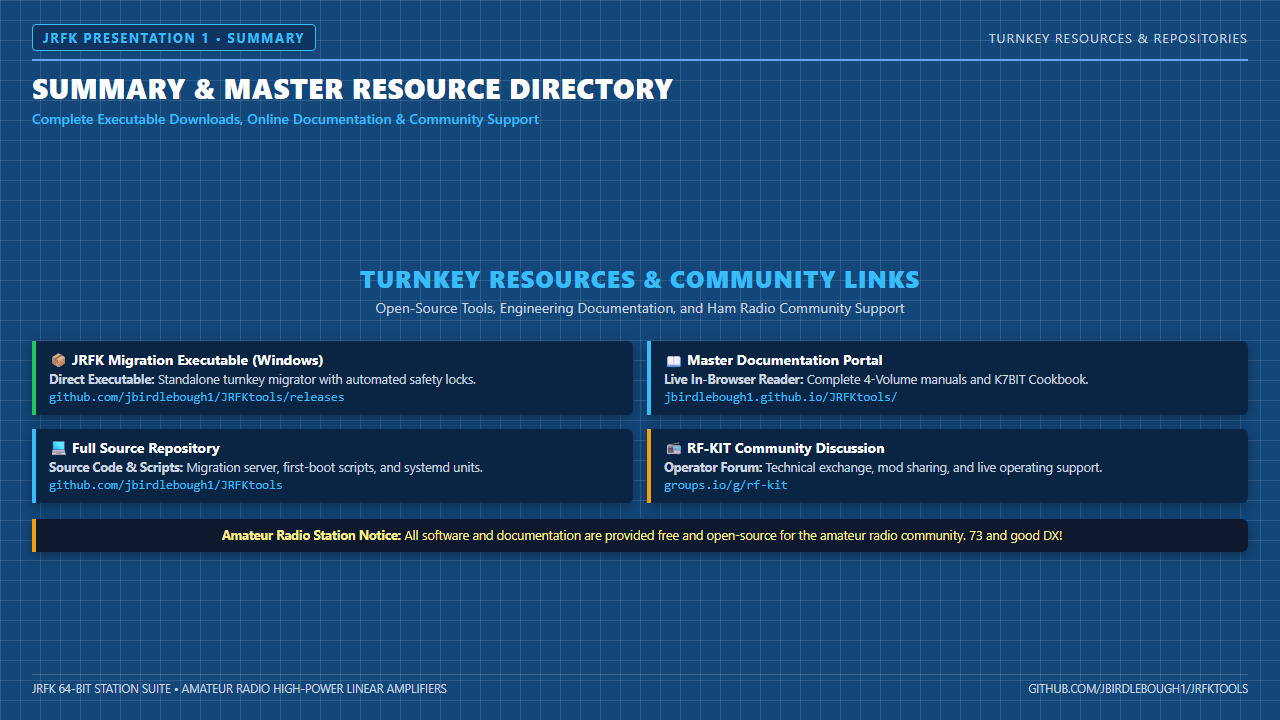 JRFK PRESENTATION 1 • SUMMARY
TURNKEY RESOURCES & REPOSITORIES
SUMMARY & MASTER RESOURCE DIRECTORY
Complete Executable Downloads, Online Documentation & Community Support
TURNKEY RESOURCES & COMMUNITY LINKS
Open-Source Tools, Engineering Documentation, and Ham Radio Community Support
📦 JRFK Migration Executable (Windows)
Direct Executable: Standalone turnkey migrator with automated safety locks.
github.com/jbirdlebough1/JRFKtools/releases
📖 Master Documentation Portal
Live In-Browser Reader: Complete 4-Volume manuals and K7BIT Cookbook.
jbirdlebough1.github.io/JRFKtools/
💻 Full Source Repository
Source Code & Scripts: Migration server, first-boot scripts, and systemd units.
github.com/jbirdlebough1/JRFKtools
📻 RF-KIT Community Discussion
Operator Forum: Technical exchange, mod sharing, and live operating support.
groups.io/g/rf-kit
Amateur Radio Station Notice: All software and documentation are provided free and open-source for the amateur radio community. 73 and good DX!
JRFK 64-BIT STATION SUITE • AMATEUR RADIO HIGH-POWER LINEAR AMPLIFIERS
GITHUB.COM/JBIRDLEBOUGH1/JRFKTOOLS